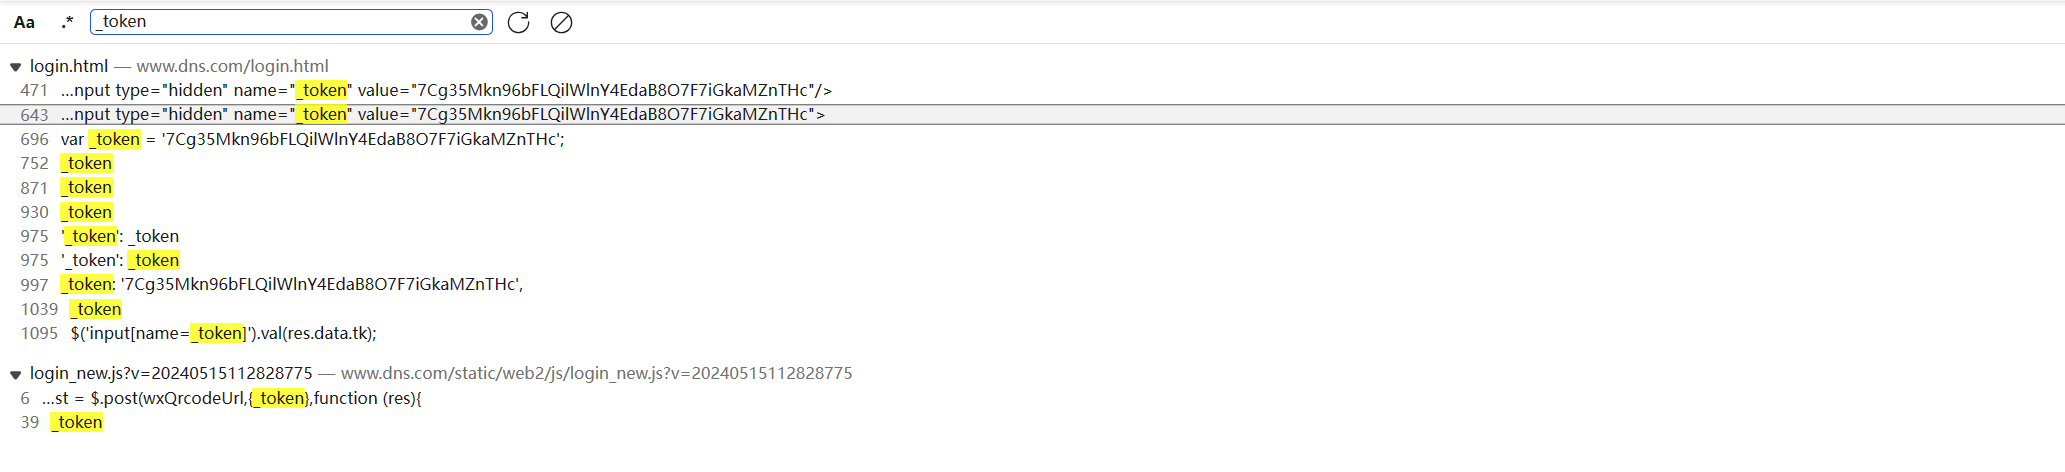 Aa .* _token
login.html — www.dns.com/login.html
471 ...nput type="hidden" name="_token" value="7Cg35Mkn96bFLQilWlnY4EdaB8O7F7iGkaMZnTHc"/>
643 ...nput type="hidden" name="_token" value="7Cg35Mkn96bFLQilWlnY4EdaB8O7F7iGkaMZnTHc">
696 var _token = '7Cg35Mkn96bFLQilWlnY4EdaB8O7F7iGkaMZnTHc';
752 _token
871 _token
930 _token
975 '_token': _token
975 '_token': _token
997 _token: '7Cg35Mkn96bFLQilWlnY4EdaB8O7F7iGkaMZnTHc',
1039 _token
1095 $('input[name=_token]').val(res.data.tk);
login_new.js?v=20240515112828775 — www.dns.com/static/web2/js/login_new.js?v=20240515112828775
6 ...st = $.post(wxQrcodeUrl,{_token},function (res){
39 _token